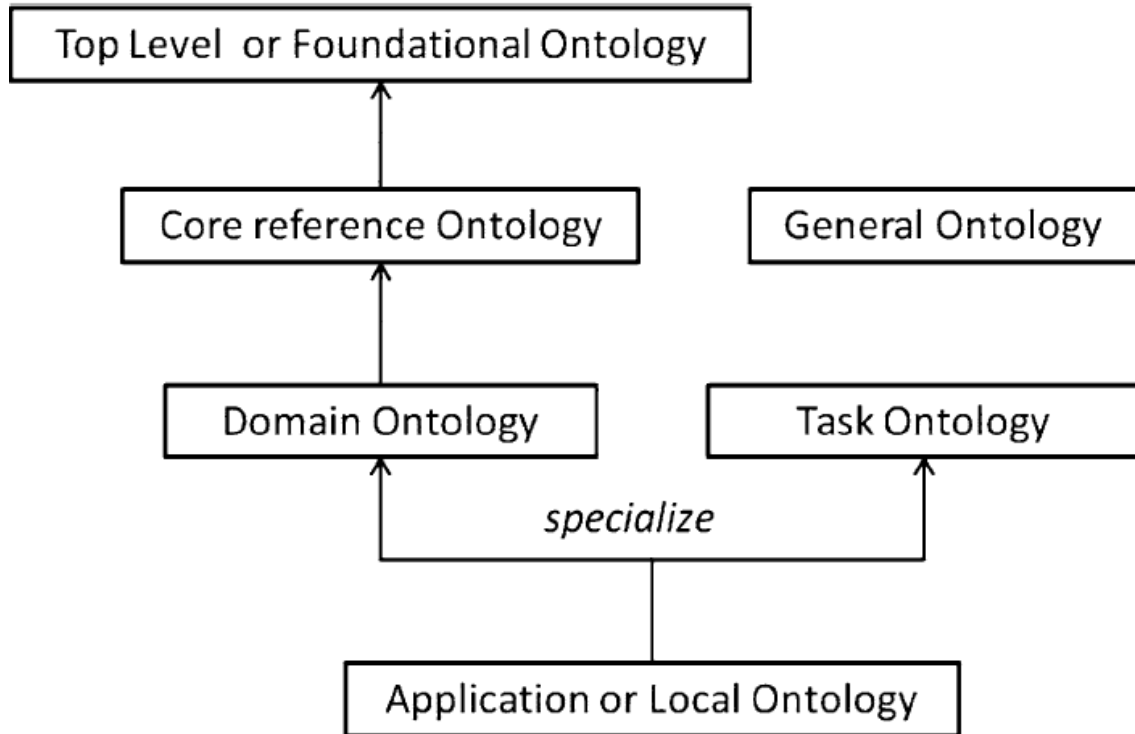 Top Level or Foundational Ontology
Core reference Ontology
General Ontology
Domain Ontology
Task Ontology
specialize
Application or Local Ontology